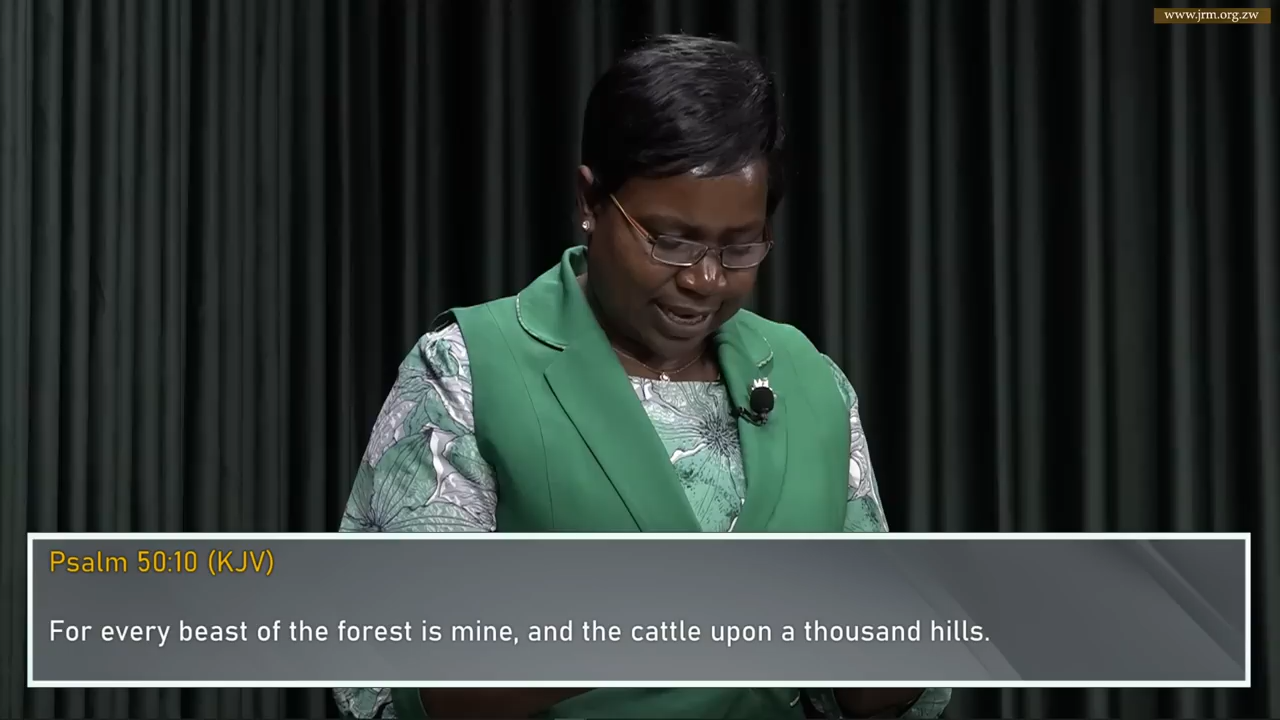 www.jrm.org.zw
Psalm 50:10 (KJV)
For every beast of the forest is mine, and the cattle upon a thousand hills.